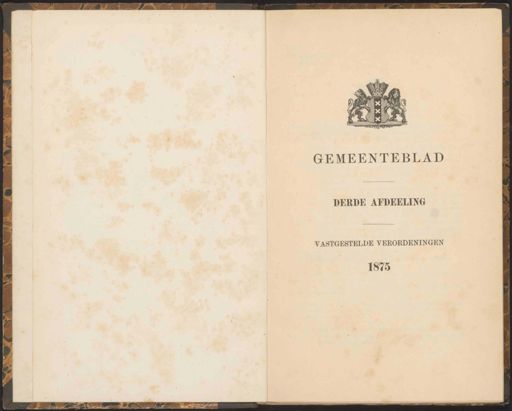 GEMEENTEBLAD
DERDE AFDEELING
VASTGESTELDE VERORDENINGEN
1875